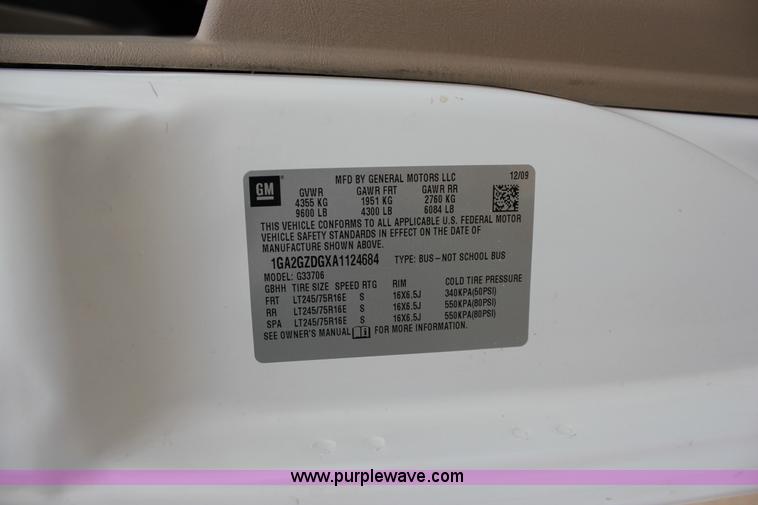 GM
MFD BY GENERAL MOTORS LLC 12/09
GVWR GAWR FRT GAWR RR
4355 KG 1951 KG 2760 KG
9600 LB 4300 LB 6084 LB
THIS VEHICLE CONFORMS TO ALL APPLICABLE U.S. FEDERAL MOTOR
VEHICLE SAFETY STANDARDS IN EFFECT ON THE DATE OF
MANUFACTURE SHOWN ABOVE.
1GA2GZDGXA1124684 TYPE: BUS–NOT SCHOOL BUS
MODEL: G33706
GBHH TIRE SIZE SPEED RTG RIM COLD TIRE PRESSURE
FRT LT245/75R16E S 16X6.5J 340KPA(50PSI)
RR LT245/75R16E S 16X6.5J 550KPA(80PSI)
SPA LT245/75R16E S 16X6.5J 550KPA(80PSI)
SEE OWNER'S MANUAL FOR MORE INFORMATION.
www.purplewave.com